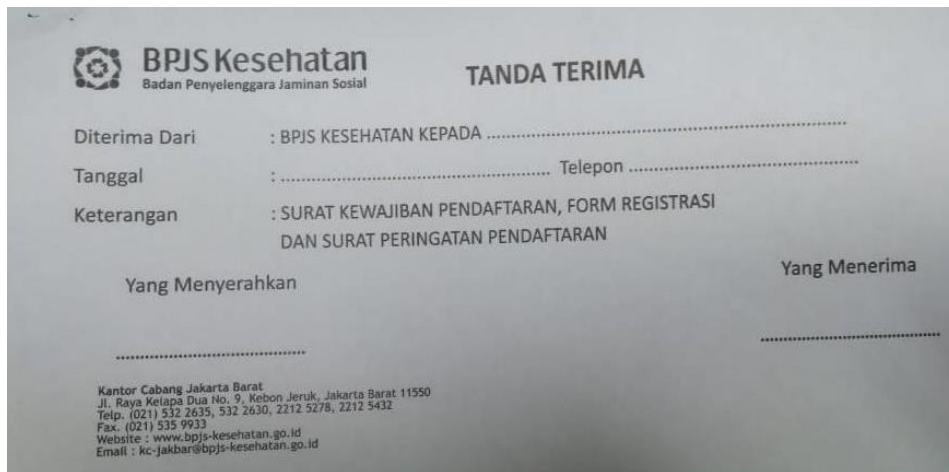 BPJS Kesehatan
Badan Penyelenggara Jaminan Sosial
TANDA TERIMA
Diterima Dari : BPJS KESEHATAN KEPADA ................................................................
Tanggal : ................................................ Telepon ........................................
Keterangan : SURAT KEWAJIBAN PENDAFTARAN, FORM REGISTRASI
DAN SURAT PERINGATAN PENDAFTARAN
Yang Menyerahkan Yang Menerima
........................................ ........................................
Kantor Cabang Jakarta Barat
Jl. Raya Kelapa Dua No. 9, Kebon Jeruk, Jakarta Barat 11550
Telp. (021) 532 2635, 532 2630, 2212 5278, 2212 5432
Fax. (021) 535 9933
Website : www.bpjs-kesehatan.go.id
Email : kc-jakbar@bpjs-kesehatan.go.id